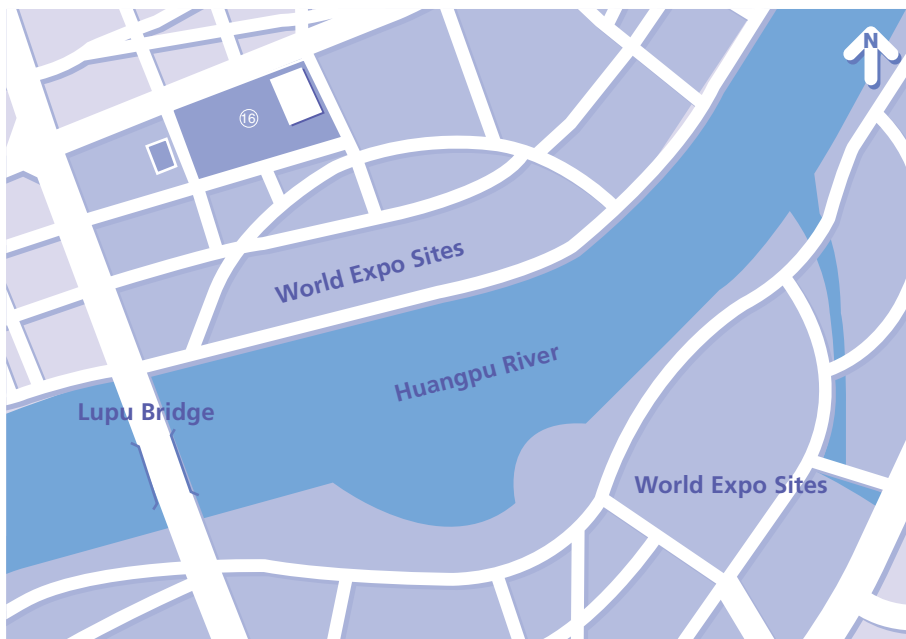 N
⑯
World Expo Sites
Huangpu River
Lupu Bridge
World Expo Sites